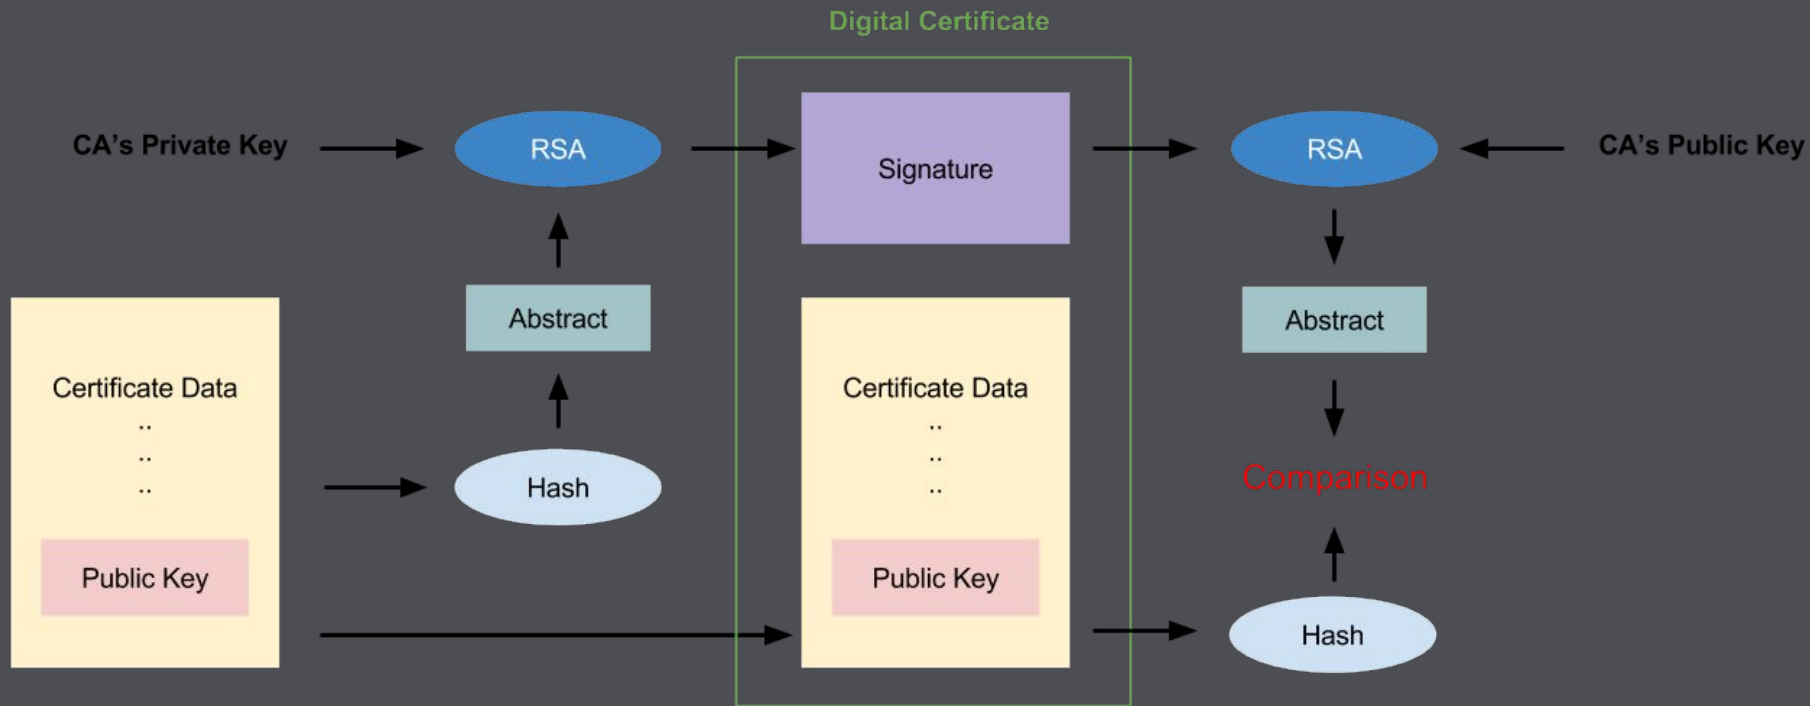 Digital Certificate
CA's Private Key
RSA
Signature
RSA
CA's Public Key
Abstract
Abstract
Certificate Data
..
..
..
Public Key
Hash
Certificate Data
..
..
..
Public Key
Comparison
Hash